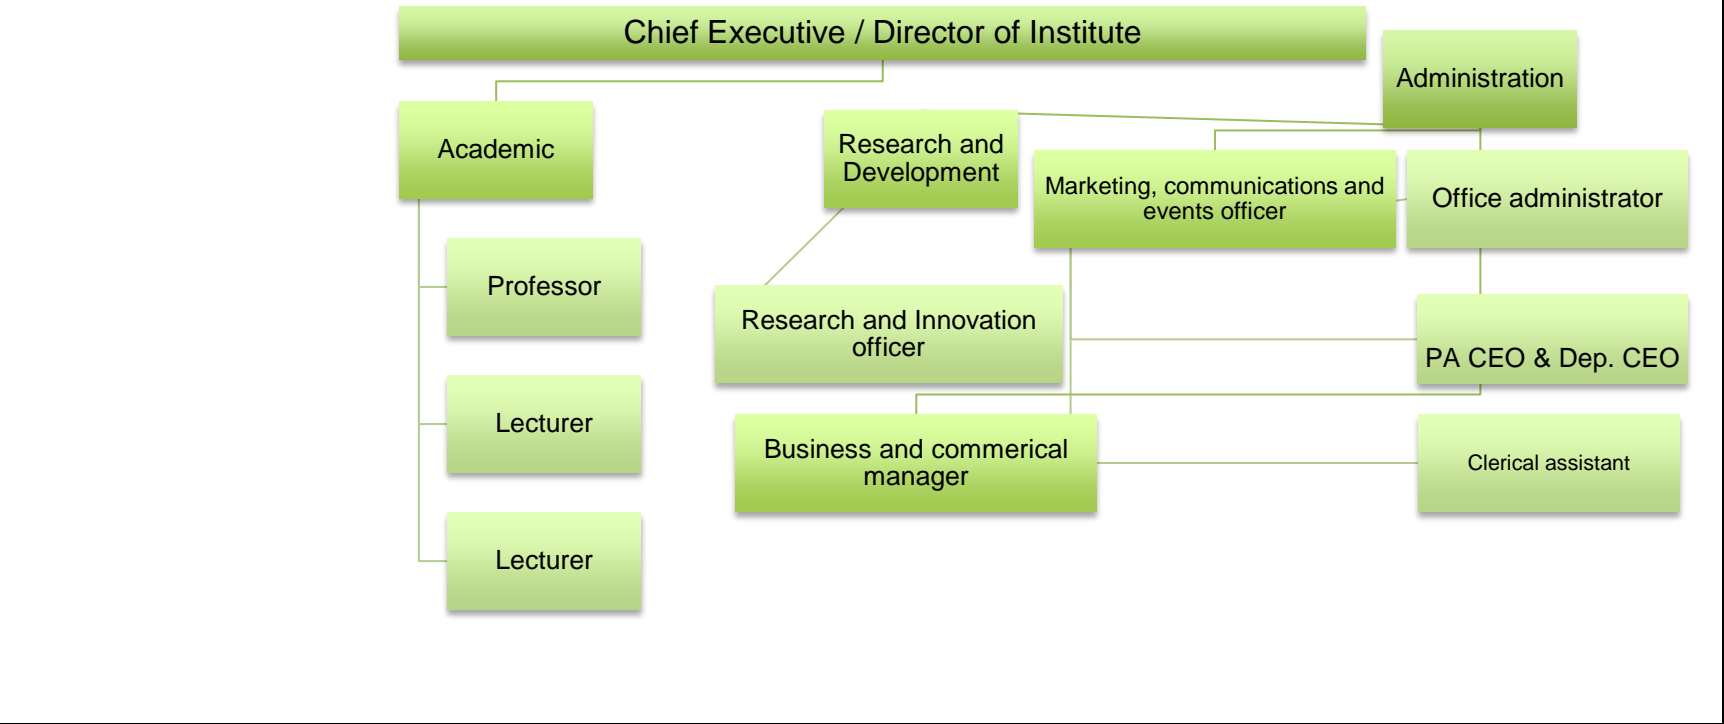 Chief Executive / Director of Institute
Administration
Academic
Research and
Development
Marketing, communications and
events officer
Office administrator
Professor
Research and Innovation
officer
PA CEO & Dep. CEO
Lecturer
Business and commerical
manager
Clerical assistant
Lecturer